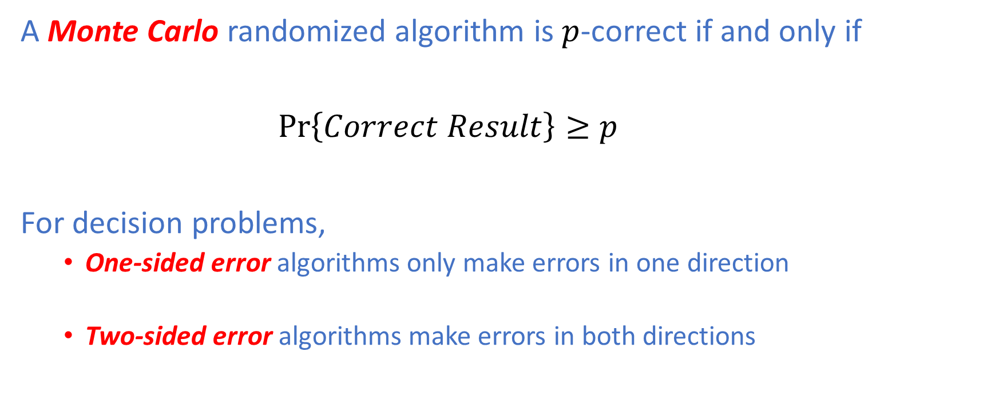 A Monte Carlo randomized algorithm is p-correct if and only if
Pr{Correct Result} ≥ p
For decision problems,
• One-sided error algorithms only make errors in one direction
• Two-sided error algorithms make errors in both directions